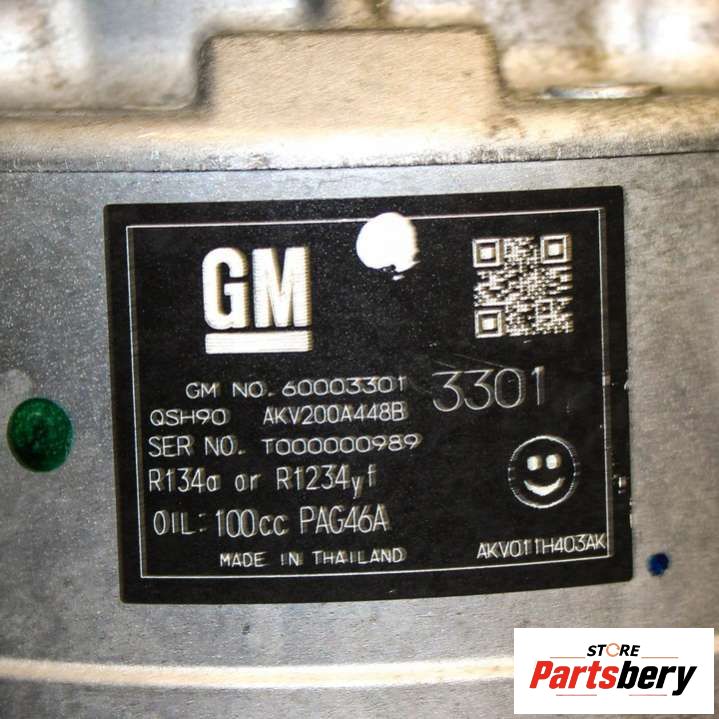 GM
GM NO. 60003301
3301
QSH90 AKV200A448B
SER NO. T000000989
R134a or R1234yf
OIL: 100cc PAG46A
MADE IN THAILAND
AKV011H403AK
STORE
Partsbery